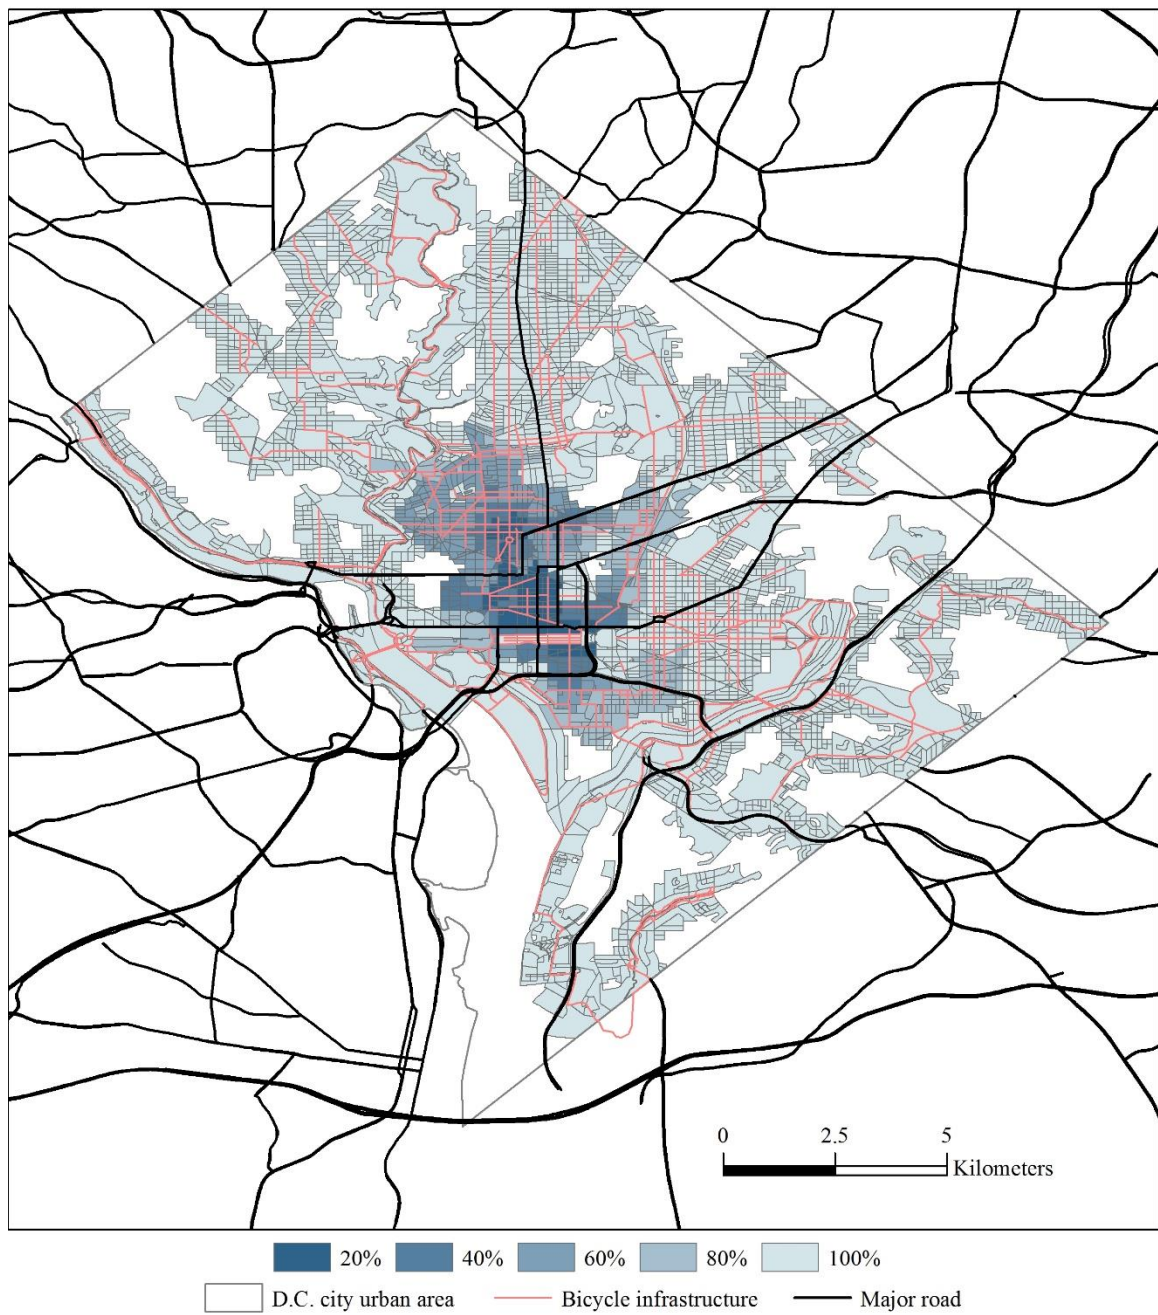 0 2.5 5
Kilometers
20% 40% 60% 80% 100%
D.C. city urban area Bicycle infrastructure Major road